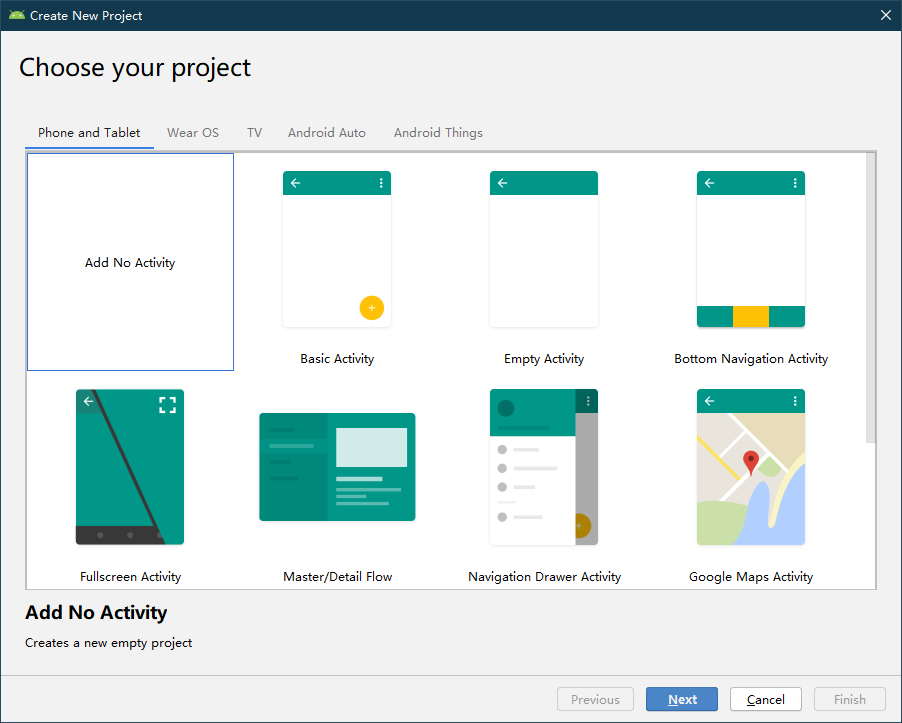 Create New Project
Choose your project
Phone and Tablet Wear OS TV Android Auto Android Things
Add No Activity
Basic Activity Empty Activity Bottom Navigation Activity
Fullscreen Activity Master/Detail Flow Navigation Drawer Activity Google Maps Activity
Add No Activity
Creates a new empty project
Previous Next Cancel Finish